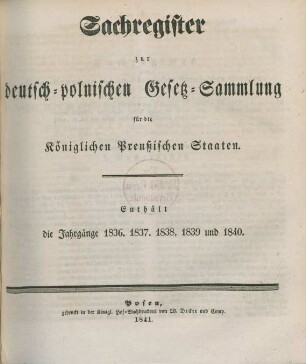 Sachregister
zur
deutsch-polnischen Gesetz-Sammlung
für die
Königlichen Preußischen Staaten.
Enthält
die Jahrgänge 1836. 1837. 1838. 1839 und 1840.
Posen,
gedruckt in der Königl. Hof-Buchdruckerei von W. Decker und Comp.
1841.